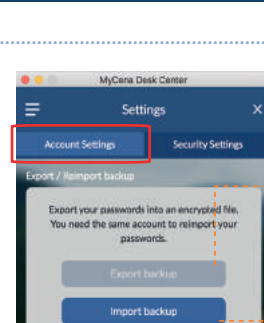 MyCena Desk Center
Settings
Account Settings
Security Settings
Export / Reimport backup
Export your passwords into an encrypted file,
You need the same account to reimport your
passwords.
Export backup
Import backup